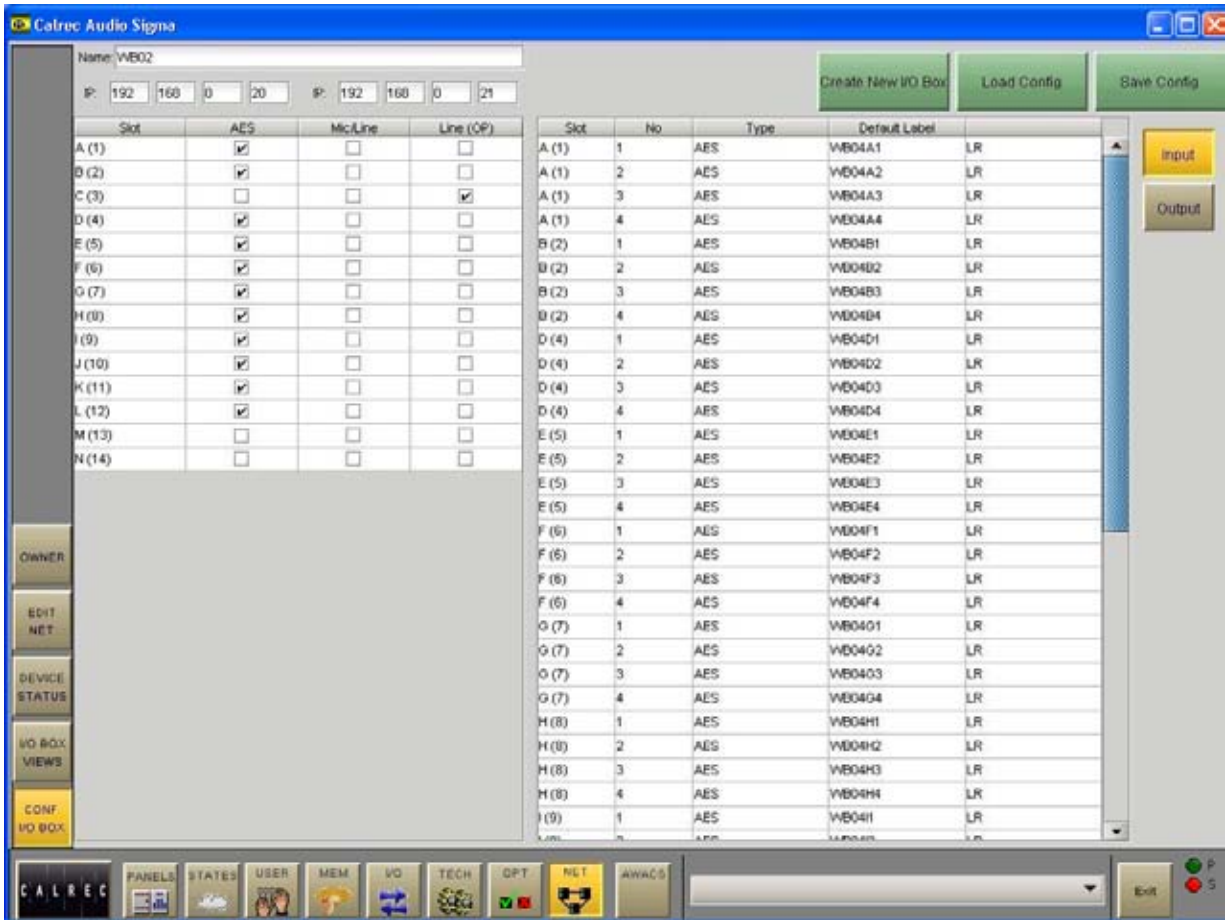 Calrec Audio Sigma
Name: WB02
IP: 192 168 0 20 IP: 192 168 0 21
Create New I/O Box Load Config Save Config
Slot AES Mic/Line Line (OP)
A (1)
B (2)
C (3)
D (4)
E (5)
F (6)
G (7)
H (8)
I (9)
J (10)
K (11)
L (12)
M (13)
N (14)
Slot No Type Default Label
A (1) 1 AES WB04A1 LR
A (1) 2 AES WB04A2 LR
A (1) 3 AES WB04A3 LR
A (1) 4 AES WB04A4 LR
B (2) 1 AES WB04B1 LR
B (2) 2 AES WB04B2 LR
B (2) 3 AES WB04B3 LR
B (2) 4 AES WB04B4 LR
D (4) 1 AES WB04D1 LR
D (4) 2 AES WB04D2 LR
D (4) 3 AES WB04D3 LR
D (4) 4 AES WB04D4 LR
E (5) 1 AES WB04E1 LR
E (5) 2 AES WB04E2 LR
E (5) 3 AES WB04E3 LR
E (5) 4 AES WB04E4 LR
F (6) 1 AES WB04F1 LR
F (6) 2 AES WB04F2 LR
F (6) 3 AES WB04F3 LR
F (6) 4 AES WB04F4 LR
G (7) 1 AES WB04G1 LR
G (7) 2 AES WB04G2 LR
G (7) 3 AES WB04G3 LR
G (7) 4 AES WB04G4 LR
H (8) 1 AES WB04H1 LR
H (8) 2 AES WB04H2 LR
H (8) 3 AES WB04H3 LR
H (8) 4 AES WB04H4 LR
I (9) 1 AES WB04I1 LR
Input
Output
OWNER
EDIT
NET
DEVICE
STATUS
I/O BOX
VIEWS
CONF
I/O BOX
CALREC PANELS STATES USER MEM I/O TECH OPT NET AWACS Exit P
S